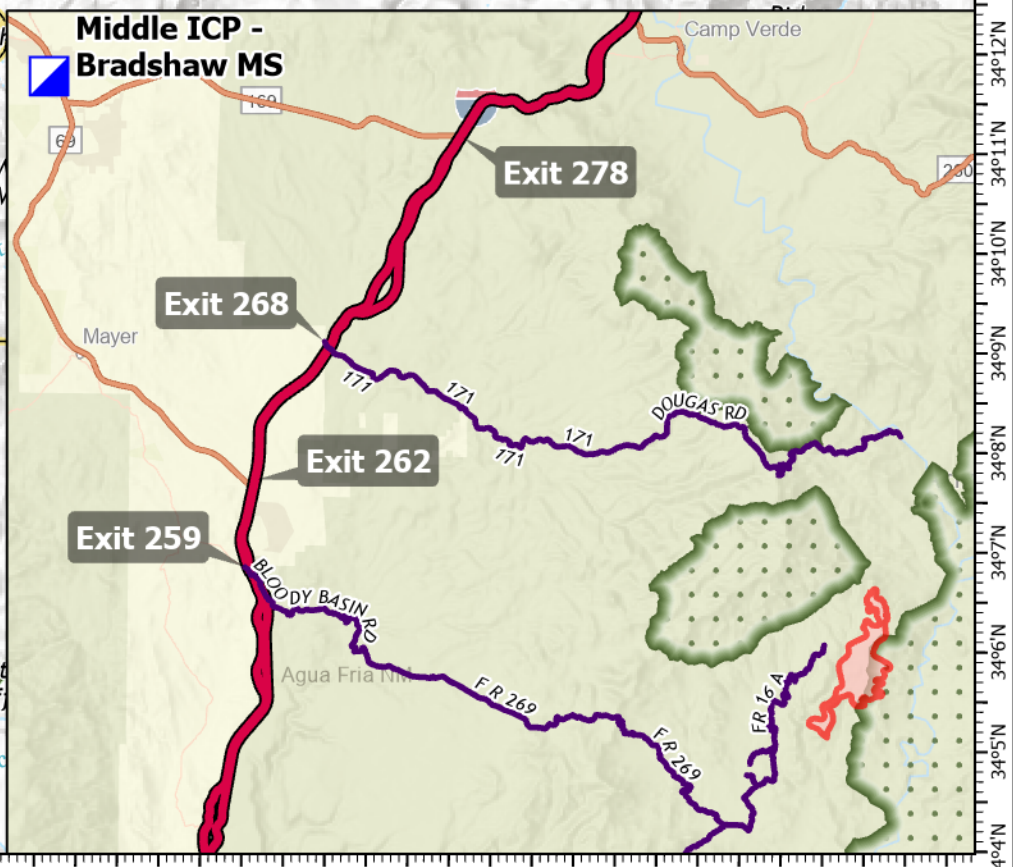 Middle ICP -
Bradshaw MS
Camp Verde
169
69
Exit 278
260
Exit 268
Mayer
171
171
171
171
DOUGAS RD
Exit 262
Exit 259
BLOODY BASIN RD
Agua Fria NM
F R 269
F R 269
FR 16 A
34°12'N
34°11'N
34°10'N
34°9'N
34°8'N
34°7'N
34°6'N
34°5'N
34°4'N